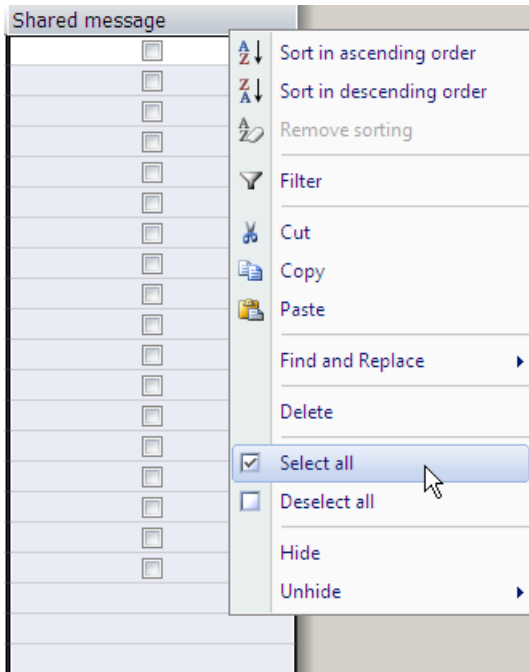 Shared message
Sort in ascending order
Sort in descending order
Remove sorting
Filter
Cut
Copy
Paste
Find and Replace
Delete
Select all
Deselect all
Hide
Unhide